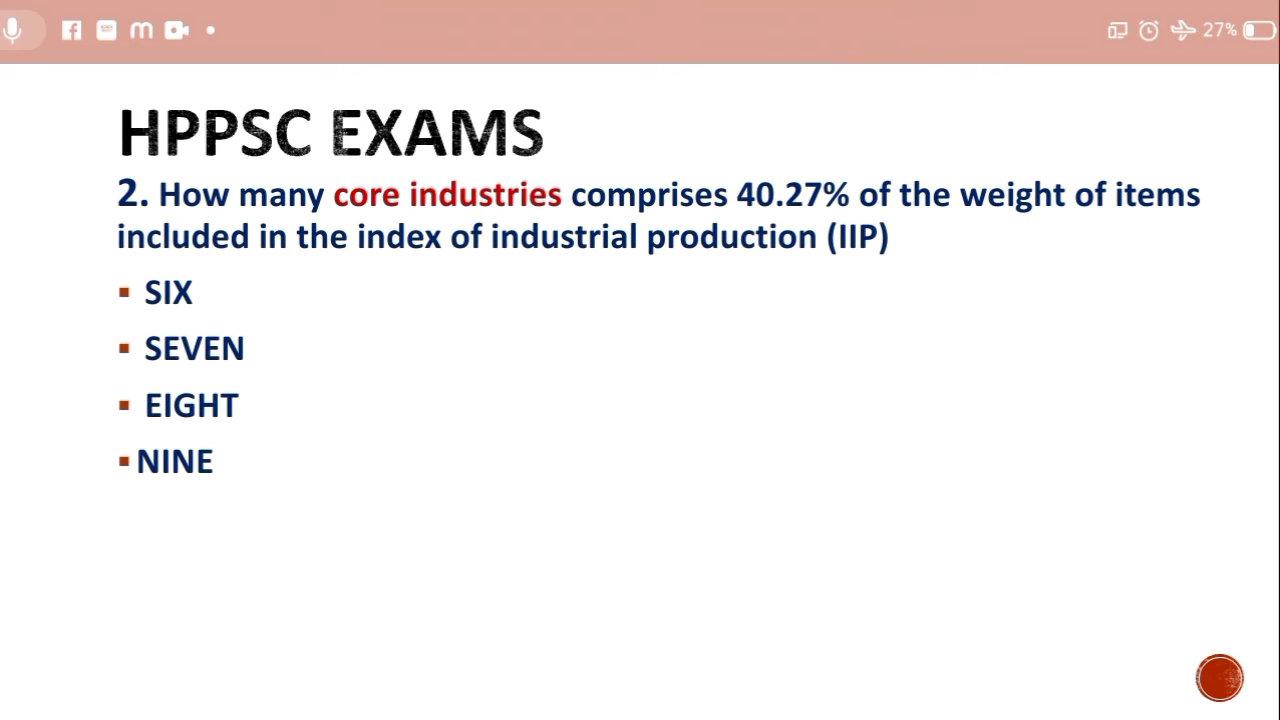 27%
HPPSC EXAMS
2. How many core industries comprises 40.27% of the weight of items
included in the index of industrial production (IIP)
▪ SIX
▪ SEVEN
▪ EIGHT
▪ NINE